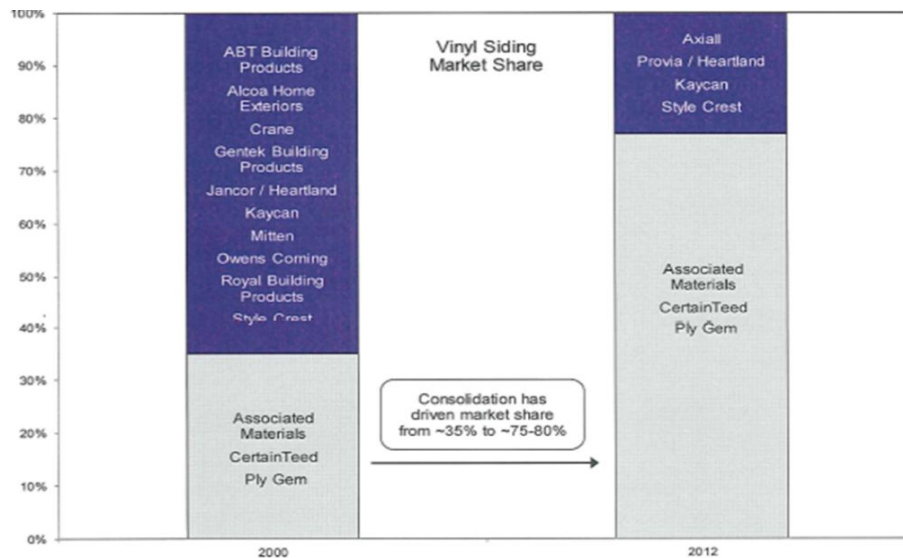 100%
90%
80%
70%
60%
50%
40%
30%
20%
10%
0%
Vinyl Siding
Market Share
ABT Building
Products
Alcoa Home
Exteriors
Crane
Gentek Building
Products
Jancor / Heartland
Kaycan
Mitten
Owens Corning
Royal Building
Products
Style Crest
Associated
Materials
CertainTeed
Ply Gem
Consolidation has
driven market share
from ~35% to ~75-80%
Axiall
Provia / Heartland
Kaycan
Style Crest
Associated
Materials
CertainTeed
Ply Gem
2000
2012